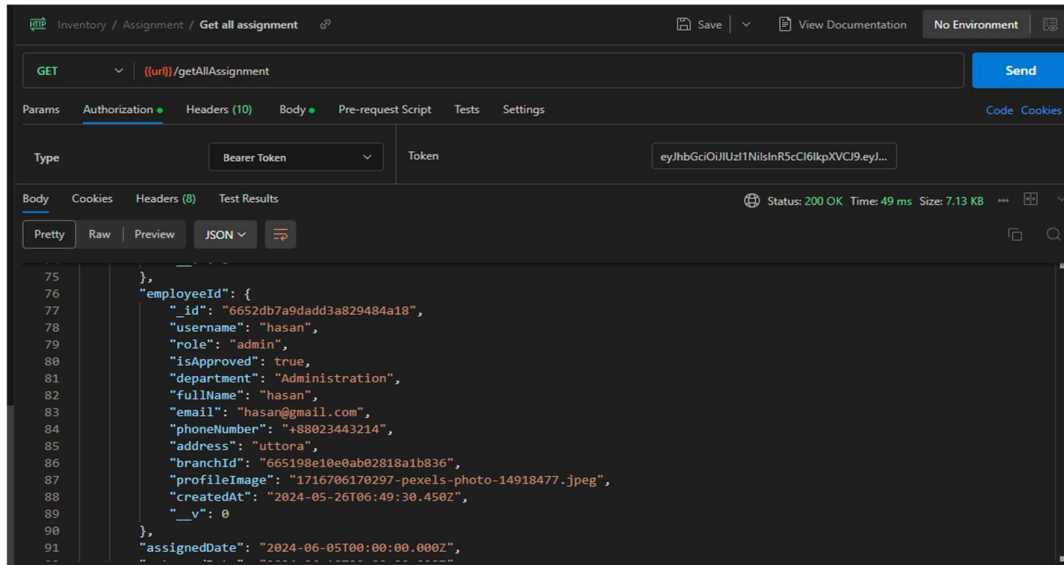 HTTP Inventory / Assignment / Get all assignment Save View Documentation No Environment
GET {{url}}/getAllAssignment Send
Params Authorization Headers (10) Body Pre-request Script Tests Settings Code Cookies
Type Bearer Token Token eyJhbGciOiJIUzI1NiIsInR5cCI6IkpXVCJ9.eyJ...
Body Cookies Headers (8) Test Results Status: 200 OK Time: 49 ms Size: 7.13 KB
Pretty Raw Preview JSON
75 },
76 "employeeId": {
77 "_id": "6652db7a9dadd3a829484a18",
78 "username": "hasan",
79 "role": "admin",
80 "isApproved": true,
81 "department": "Administration",
82 "fullName": "hasan",
83 "email": "hasan@gmail.com",
84 "phoneNumber": "+88023443214",
85 "address": "uttora",
86 "branchId": "665198e10e0ab02818a1b836",
87 "profileImage": "1716706170297-pexels-photo-14918477.jpeg",
88 "createdAt": "2024-05-26T06:49:30.450Z",
89 "__v": 0
90 },
91 "assignedDate": "2024-06-05T00:00:00.000Z",